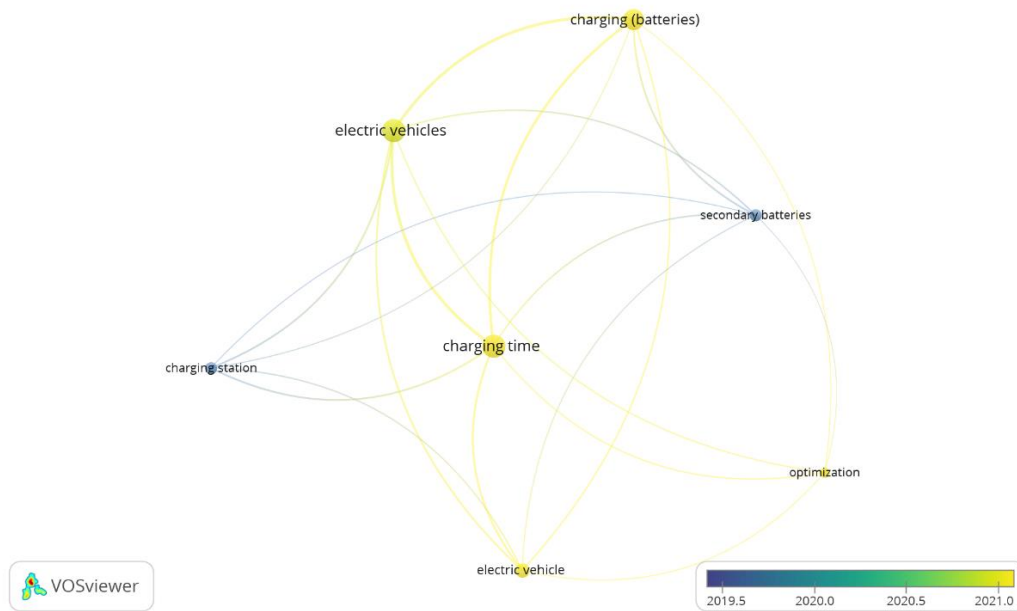 charging (batteries)
electric vehicles
secondary batteries
charging time
charging station
optimization
electric vehicle
VOSviewer
2019.5 2020.0 2020.5 2021.0